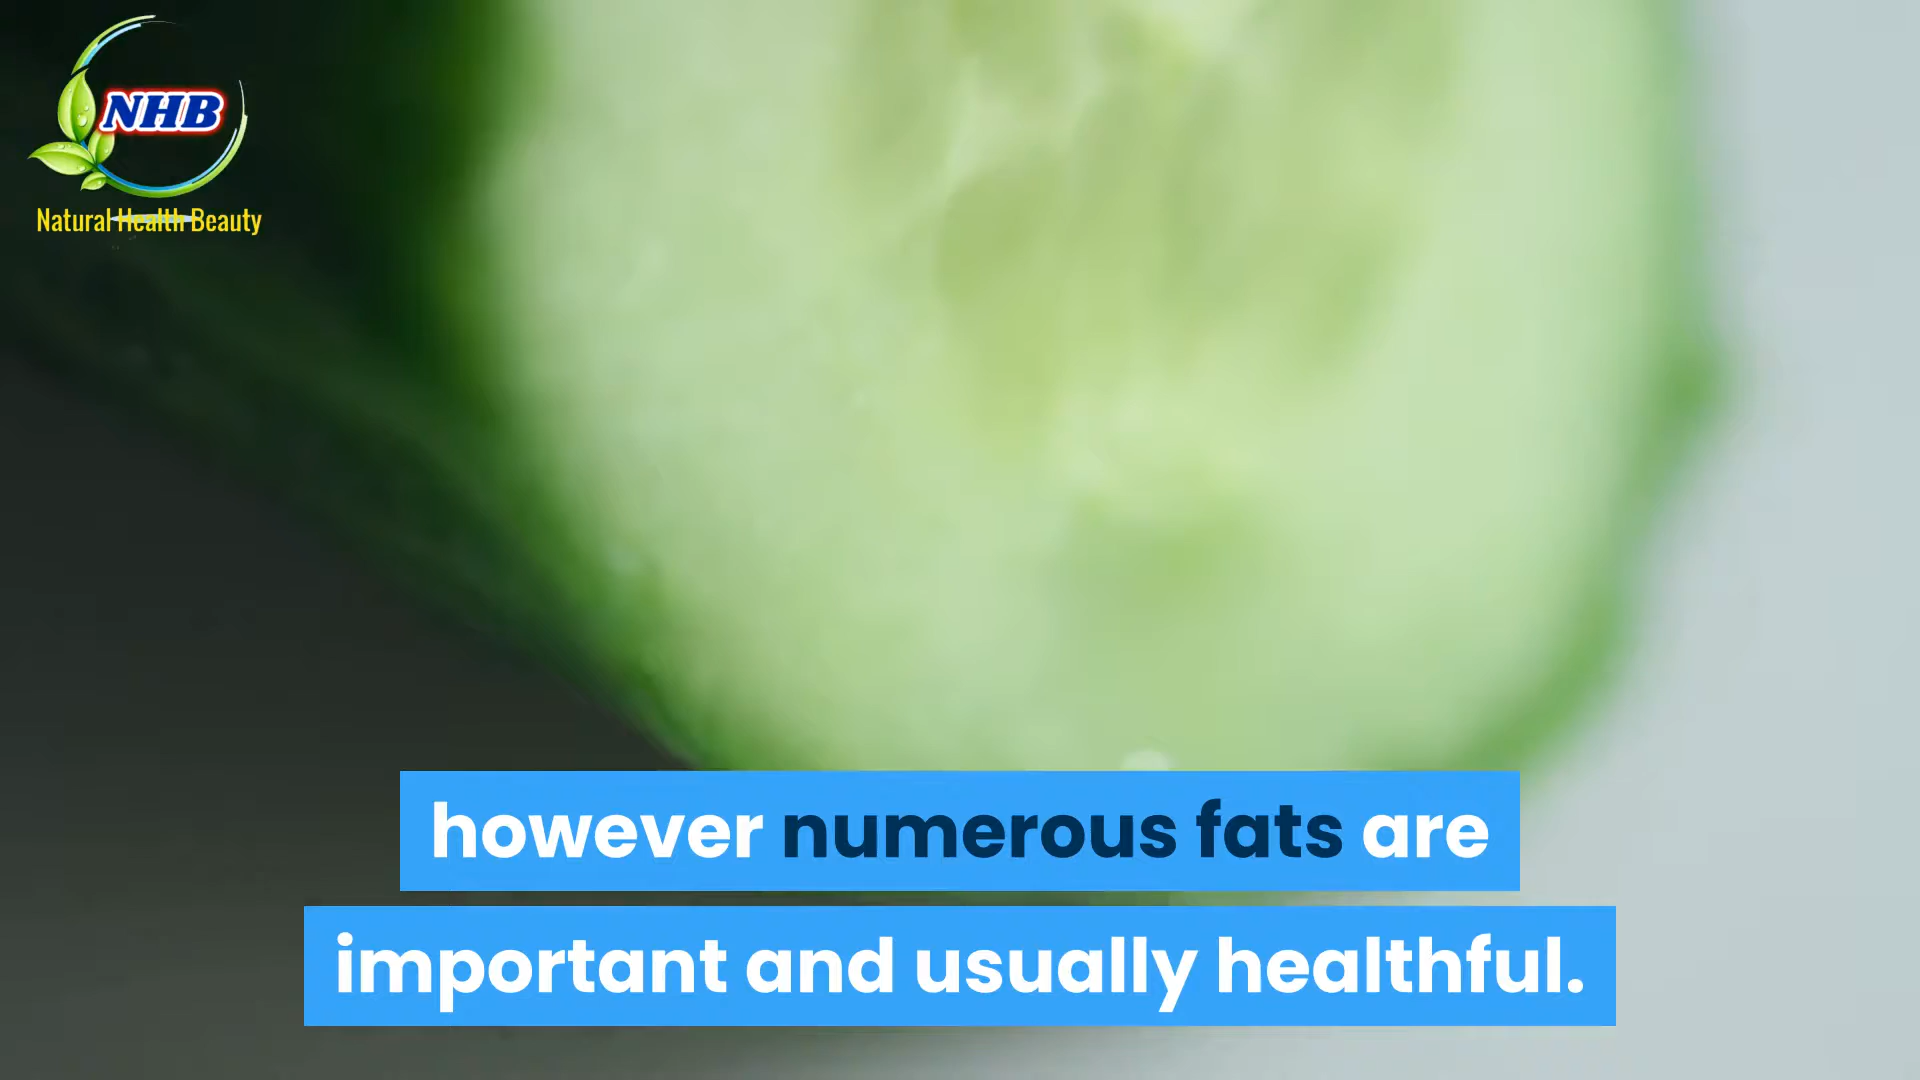 NHB
Natural Health Beauty
however numerous fats are
important and usually healthful.